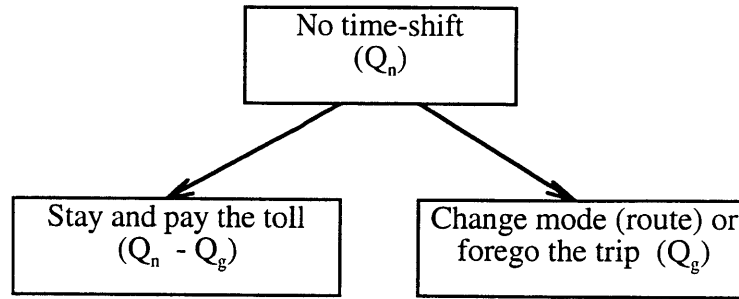 No time-shift
(Qn)
Stay and pay the toll
(Qn - Qg)
Change mode (route) or
forego the trip (Qg)